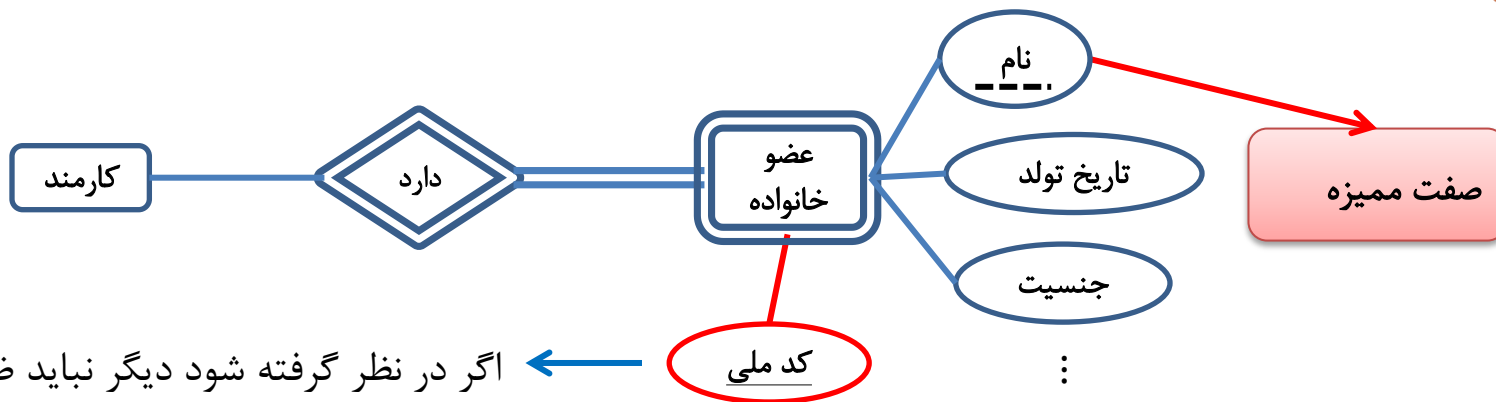 نام
عضو
خانواده
دارد
کارمند
تاریخ تولد
صفت ممیزه
جنسیت
⋮
کد ملی
اگر در نظر گرفته شود دیگر نباید